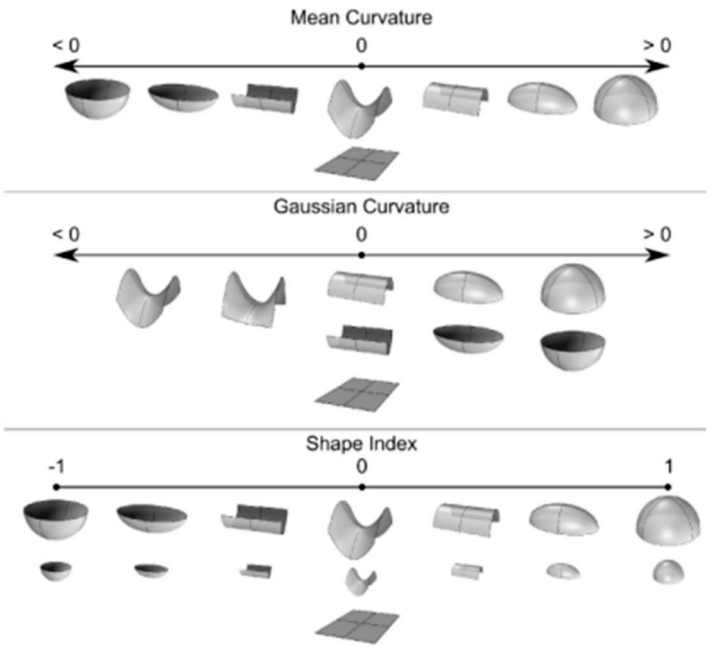 Mean Curvature
< 0 0 > 0
Gaussian Curvature
< 0 0 > 0
Shape Index
-1 0 1